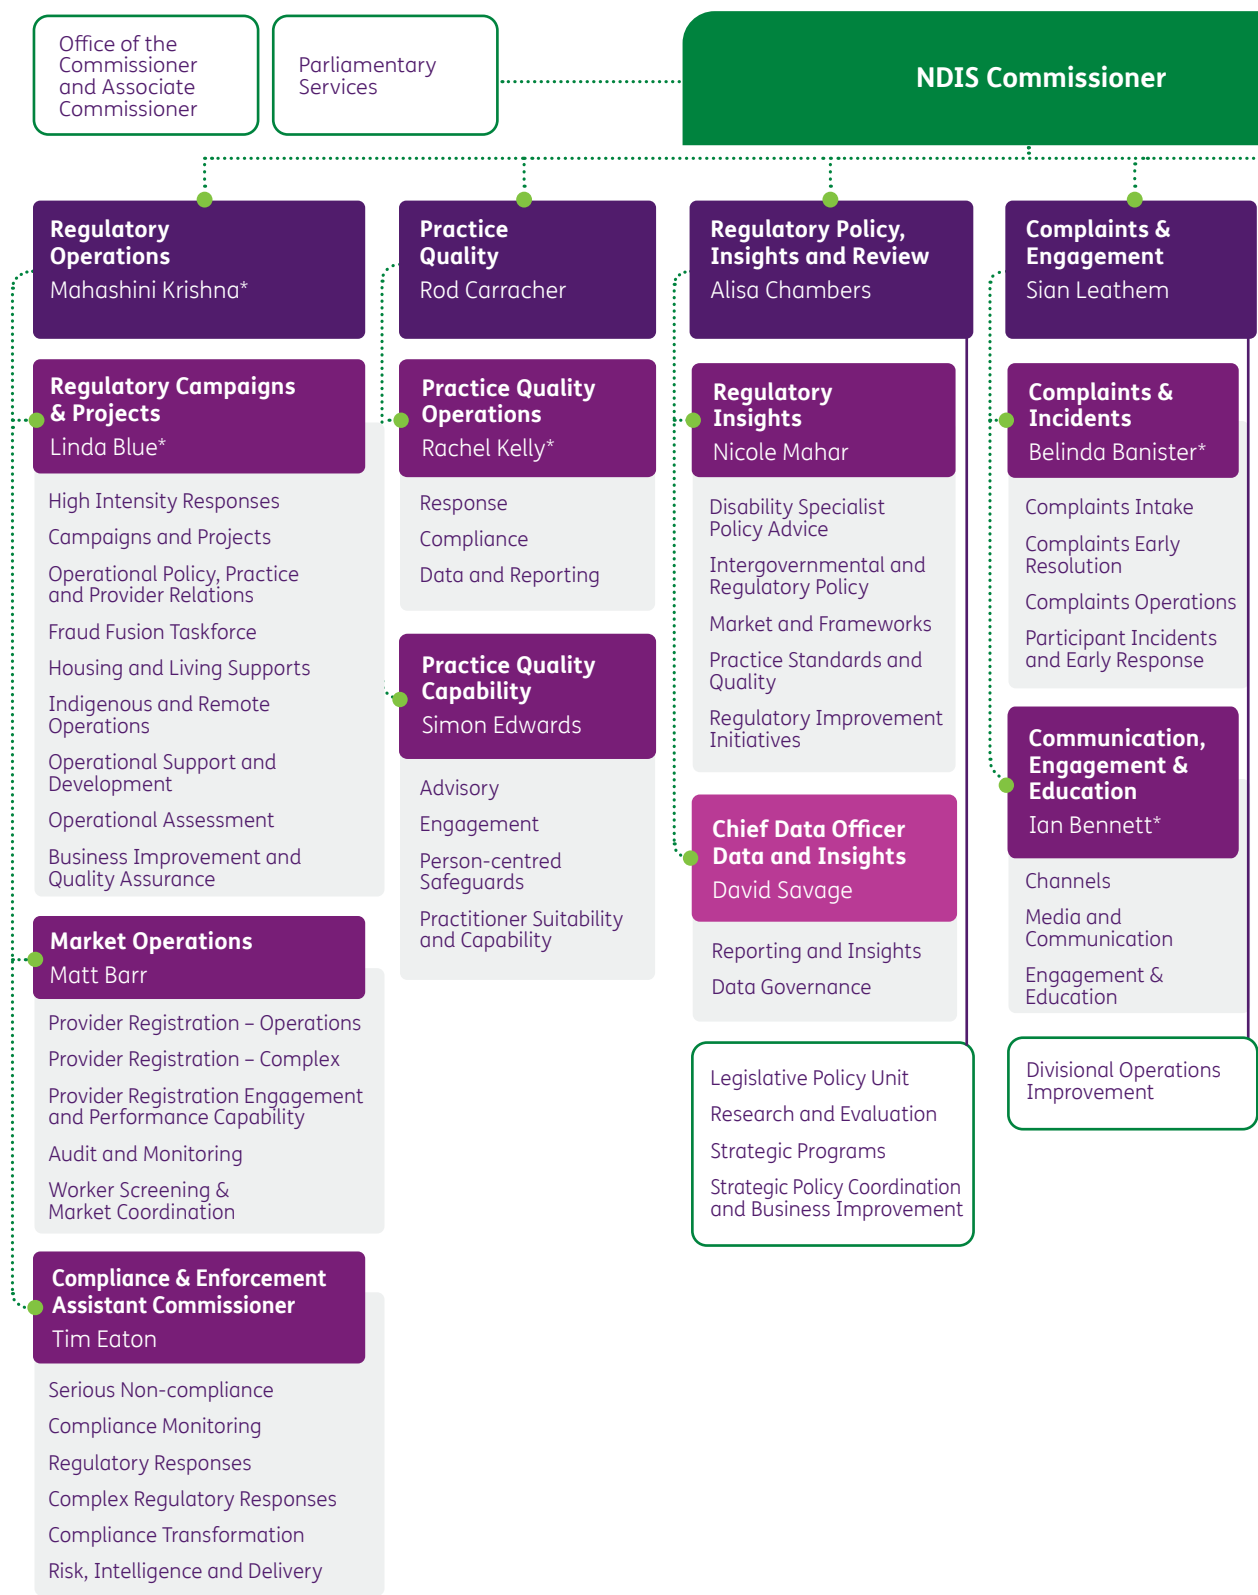 Office of the
Commissioner
and Associate
Commissioner
Parliamentary
Services
NDIS Commissioner
Regulatory
Operations
Mahashini Krishna*
Regulatory Campaigns
& Projects
Linda Blue*
High Intensity Responses
Campaigns and Projects
Operational Policy, Practice
and Provider Relations
Fraud Fusion Taskforce
Housing and Living Supports
Indigenous and Remote
Operations
Operational Support and
Development
Operational Assessment
Business Improvement and
Quality Assurance
Market Operations
Matt Barr
Provider Registration – Operations
Provider Registration – Complex
Provider Registration Engagement
and Performance Capability
Audit and Monitoring
Worker Screening &
Market Coordination
Compliance & Enforcement
Assistant Commissioner
Tim Eaton
Serious Non-compliance
Compliance Monitoring
Regulatory Responses
Complex Regulatory Responses
Compliance Transformation
Risk, Intelligence and Delivery
Practice
Quality
Rod Carracher
Practice Quality
Operations
Rachel Kelly*
Response
Compliance
Data and Reporting
Practice Quality
Capability
Simon Edwards
Advisory
Engagement
Person-centred
Safeguards
Practitioner Suitability
and Capability
Regulatory Policy,
Insights and Review
Alisa Chambers
Regulatory
Insights
Nicole Mahar
Disability Specialist
Policy Advice
Intergovernmental and
Regulatory Policy
Market and Frameworks
Practice Standards and
Quality
Regulatory Improvement
Initiatives
Chief Data Officer
Data and Insights
David Savage
Reporting and Insights
Data Governance
Legislative Policy Unit
Research and Evaluation
Strategic Programs
Strategic Policy Coordination
and Business Improvement
Complaints &
Engagement
Sian Leathem
Complaints &
Incidents
Belinda Banister*
Complaints Intake
Complaints Early
Resolution
Complaints Operations
Participant Incidents
and Early Response
Communication,
Engagement &
Education
Ian Bennett*
Channels
Media and
Communication
Engagement &
Education
Divisional Operations
Improvement